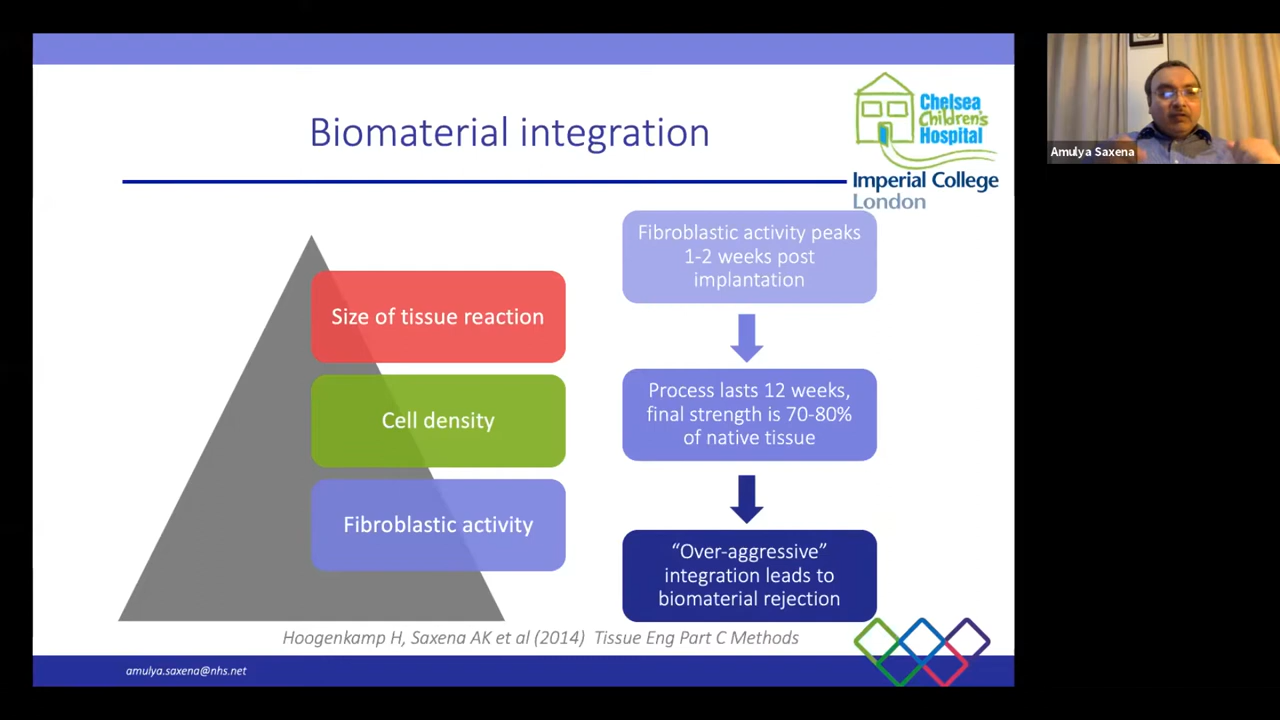 Biomaterial integration
Chelsea
Children's
Hospital
Imperial College
London
Size of tissue reaction
Cell density
Fibroblastic activity
Fibroblastic activity peaks
1-2 weeks post
implantation
Process lasts 12 weeks,
final strength is 70-80%
of native tissue
“Over-aggressive”
integration leads to
biomaterial rejection
Hoogenkamp H, Saxena AK et al (2014) Tissue Eng Part C Methods
amulya.saxena@nhs.net
Amulya Saxena